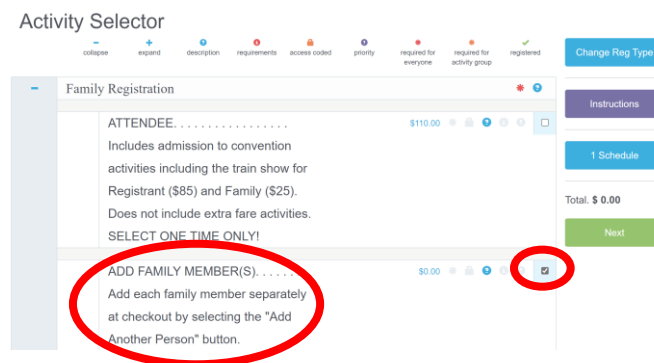 Activity Selector
collapse expand description requirements access coded priority required for everyone required for activity group registered
Change Reg Type
Family Registration
Instructions
ATTENDEE. . . . . . . . . . . . . . . . . $110.00
Includes admission to convention
activities including the train show for
1 Schedule
Registrant ($85) and Family ($25).
Total. $ 0.00
Does not include extra fare activities.
SELECT ONE TIME ONLY!
Next
ADD FAMILY MEMBER(S). . . . . . . $0.00
Add each family member separately
at checkout by selecting the "Add
Another Person" button.